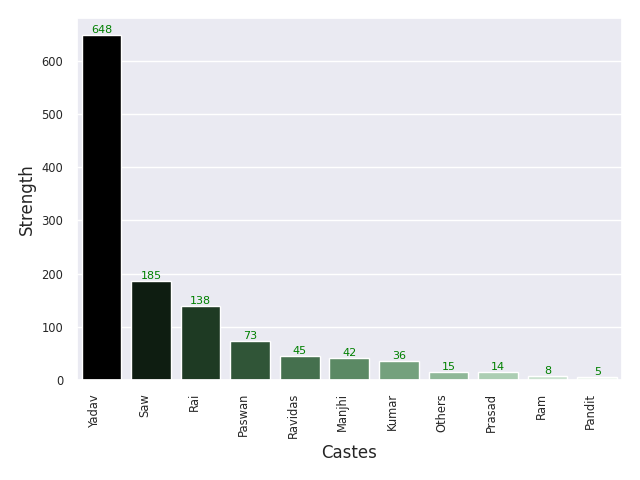 648
600
500
Strength
400
300
200
185
138
100
73
45
42
36
15
14
8
5
0
Yadav
Saw
Rai
Paswan
Ravidas
Manjhi
Kumar
Others
Prasad
Ram
Pandit
Castes